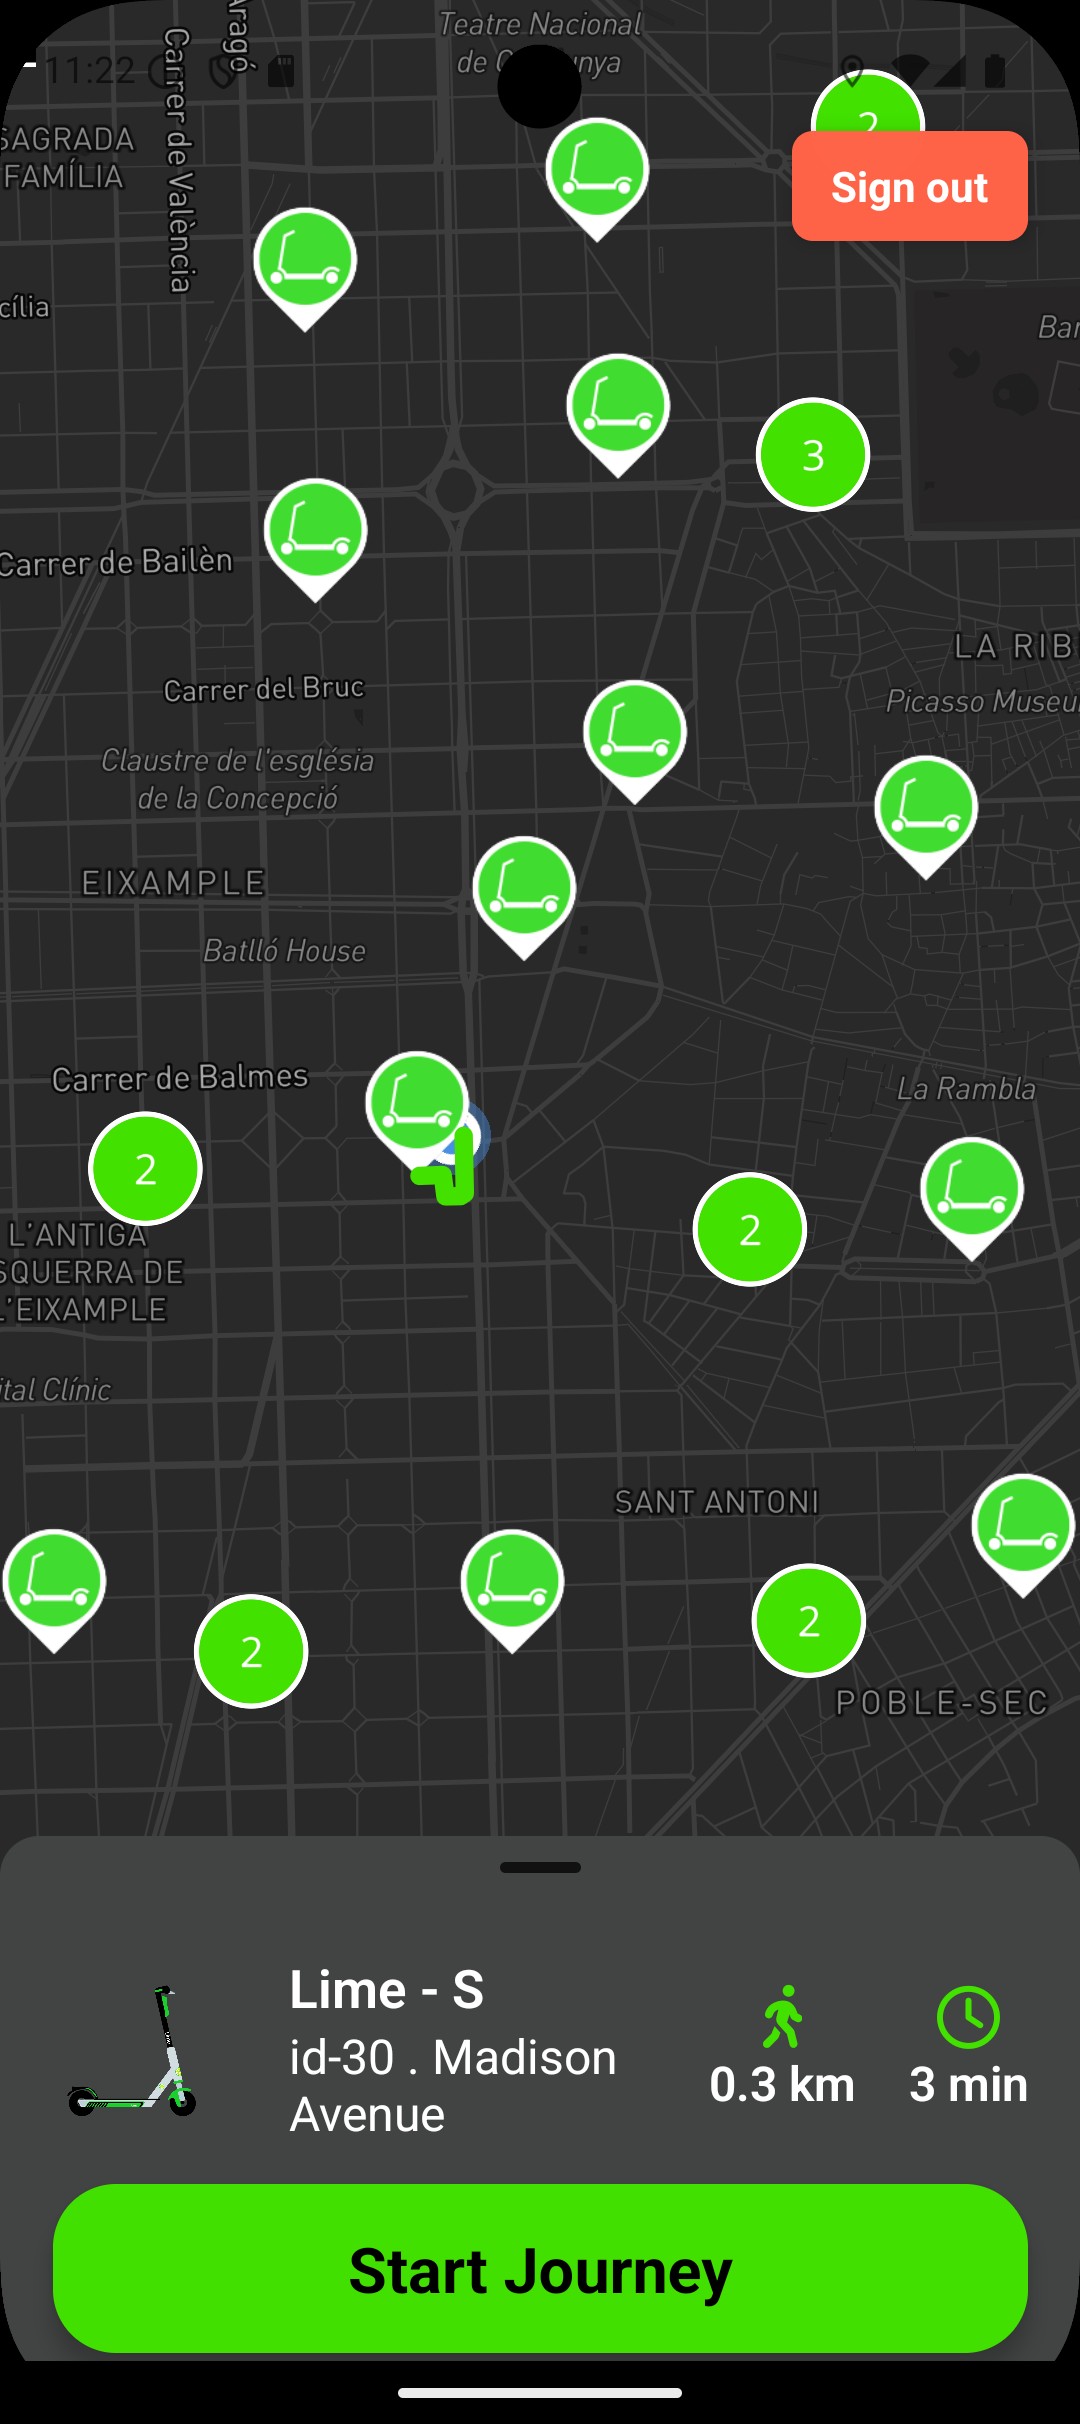 Aragó
Teatre Nacional
11:22
Carrer de València
2
SAGRADA
FAMÍLIA
Sign out
3
Carrer de Bailèn
LA RIB
Carrer del Bruc
Claustre de l'església
de la Concepció
EIXAMPLE
Batlló House
Carrer de Balmes
La Rambla
2
2
L'ANTIGA
SQUERRA DE
L'EIXAMPLE
ital Clínic
SANT ANTONI
2
2
POBLE-SEC
Lime - S
id-30 . Madison
Avenue
0.3 km
3 min
Start Journey